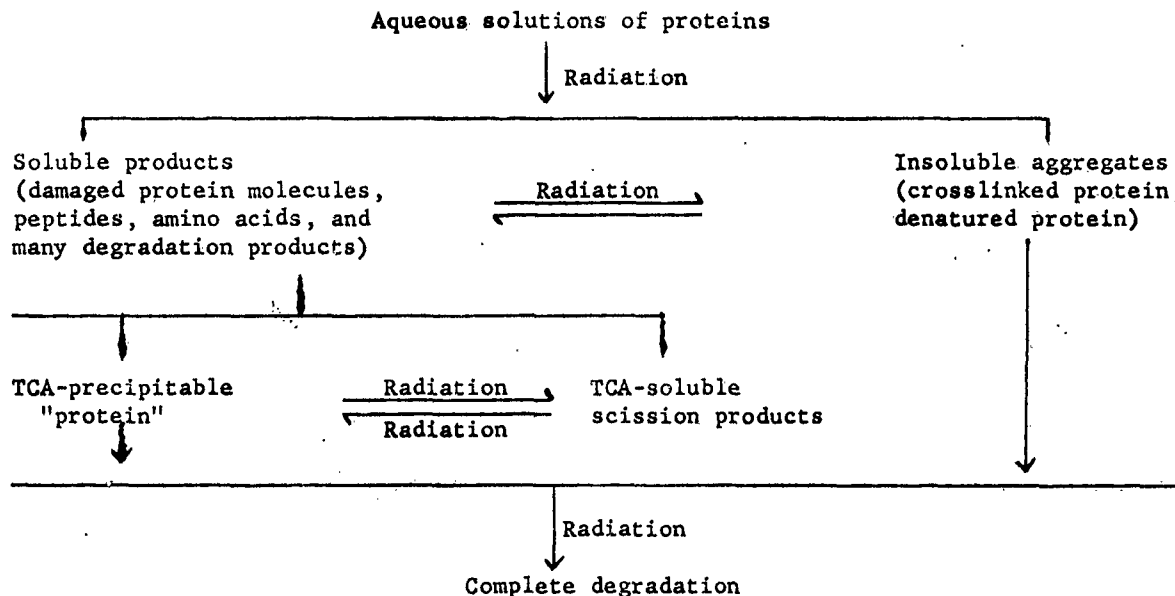 Aqueous solutions of proteins
Radiation
Soluble products
(damaged protein molecules,
peptides, amino acids, and
many degradation products)
Radiation
Insoluble aggregates
(crosslinked protein
denatured protein)
TCA-precipitable
"protein"
Radiation
Radiation
TCA-soluble
scission products
Radiation
Complete degradation